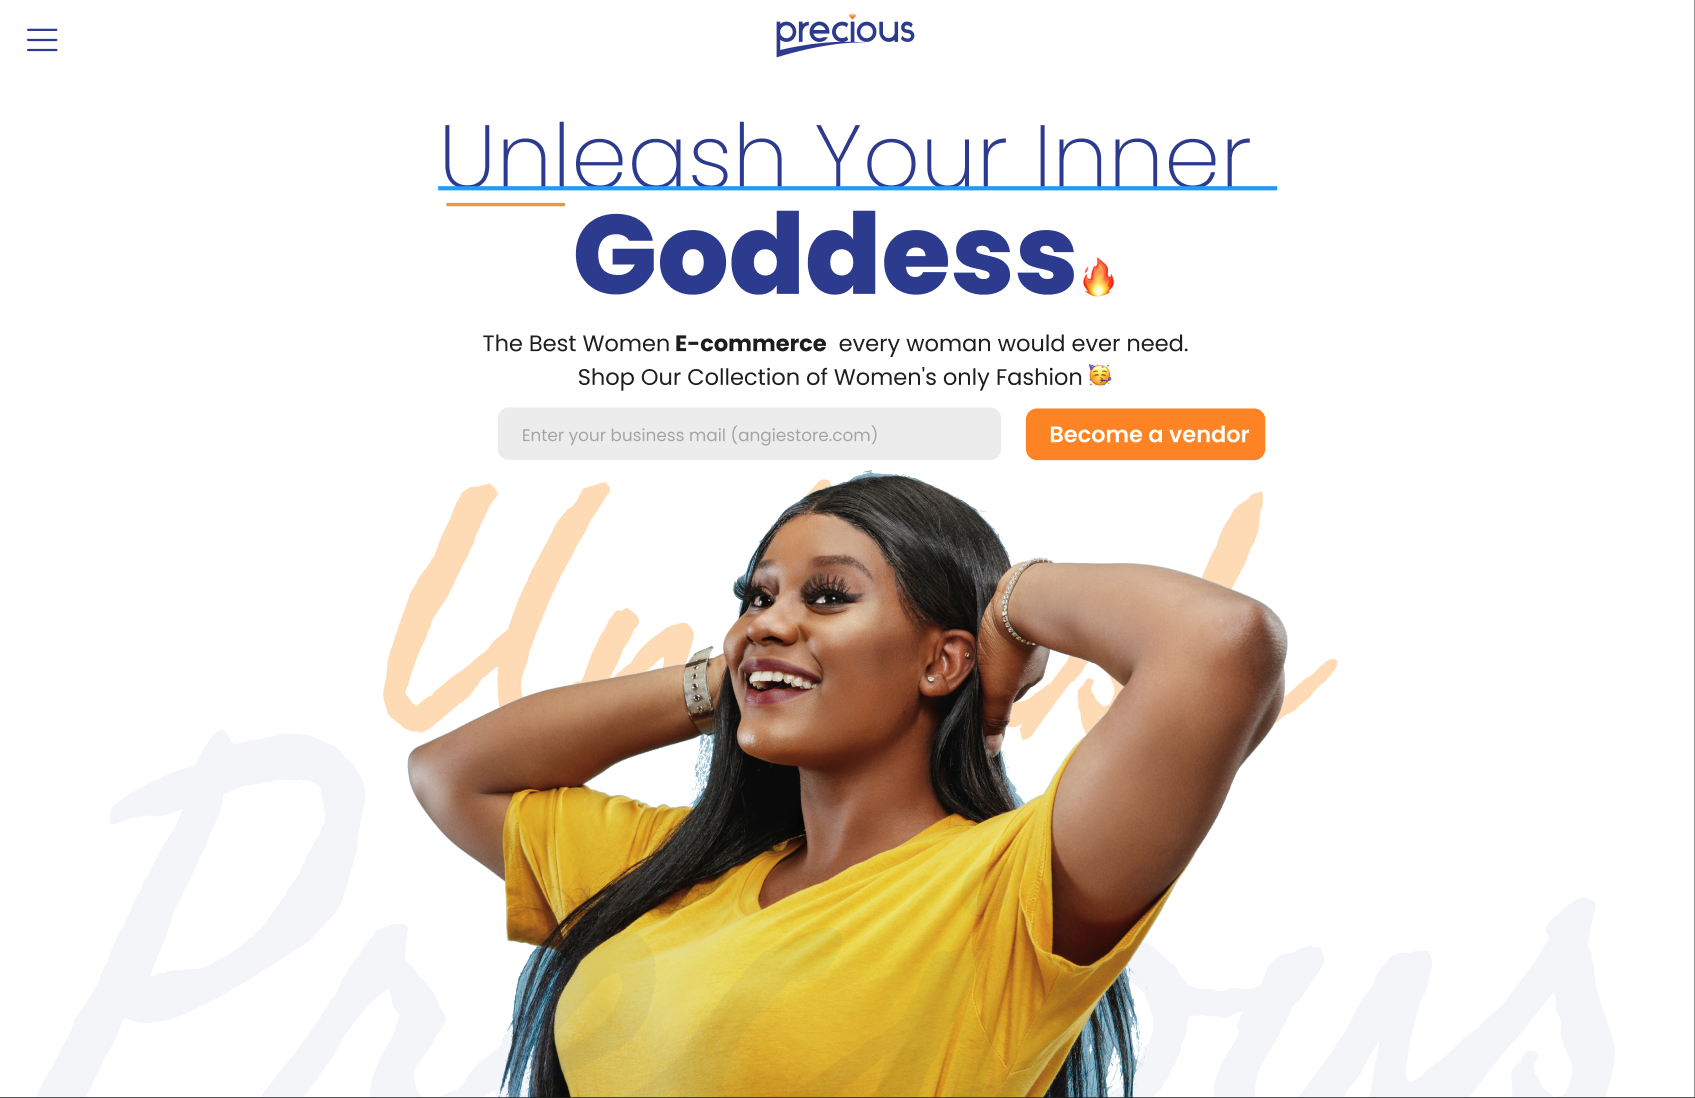 precious
Unleash Your Inner
Goddess🔥
The Best Women E-commerce every woman would ever need.
Shop Our Collection of Women's only Fashion 🥳
Enter your business mail (angiestore.com)
Become a vendor